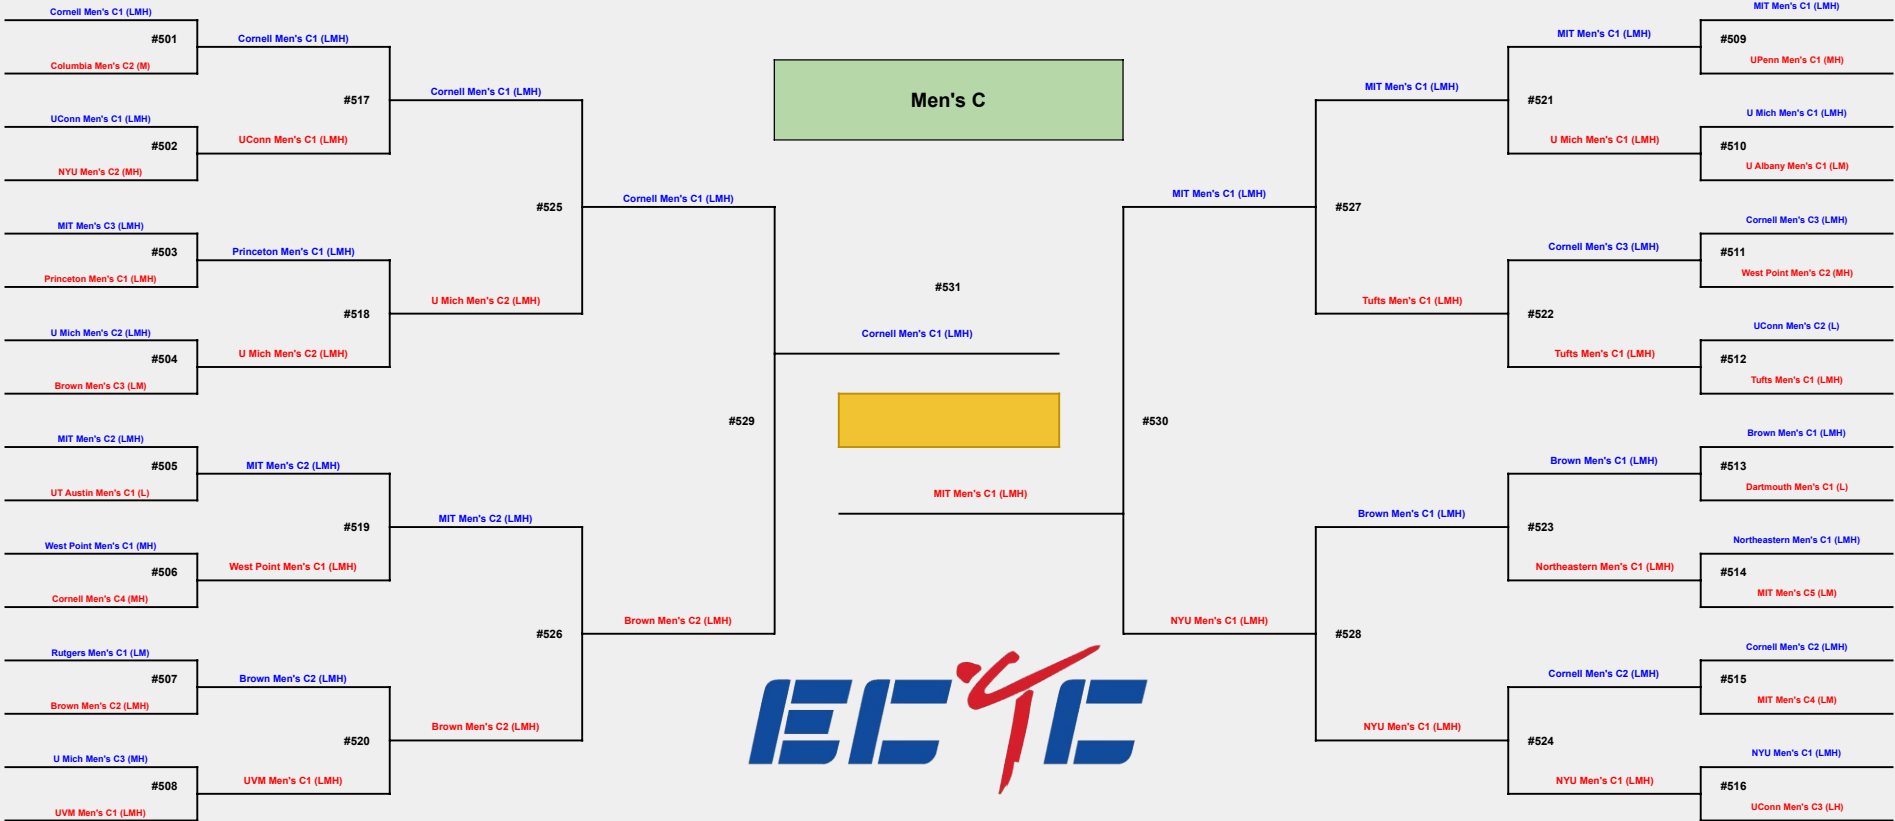 Cornell Men's C1 (LMH)
#501
Columbia Men's C2 (M)
UConn Men's C1 (LMH)
#502
NYU Men's C2 (MH)
MIT Men's C3 (LMH)
#503
Princeton Men's C1 (LMH)
U Mich Men's C2 (LMH)
#504
Brown Men's C3 (LM)
MIT Men's C2 (LMH)
#505
UT Austin Men's C1 (L)
West Point Men's C1 (MH)
#506
Cornell Men's C4 (MH)
Rutgers Men's C1 (LM)
#507
Brown Men's C2 (LMH)
U Mich Men's C3 (MH)
#508
UVM Men's C1 (LMH)
Cornell Men's C1 (LMH)
#517
UConn Men's C1 (LMH)
Princeton Men's C1 (LMH)
#518
U Mich Men's C2 (LMH)
MIT Men's C2 (LMH)
#519
West Point Men's C1 (LMH)
Brown Men's C2 (LMH)
#520
UVM Men's C1 (LMH)
Cornell Men's C1 (LMH)
#525
U Mich Men's C2 (LMH)
MIT Men's C2 (LMH)
#526
Brown Men's C2 (LMH)
Cornell Men's C1 (LMH)
#529
Brown Men's C2 (LMH)
Men's C
#531
Cornell Men's C1 (LMH)
MIT Men's C1 (LMH)
ECTC
MIT Men's C1 (LMH)
#530
NYU Men's C1 (LMH)
MIT Men's C1 (LMH)
#527
Tufts Men's C1 (LMH)
Brown Men's C1 (LMH)
#528
NYU Men's C1 (LMH)
MIT Men's C1 (LMH)
#521
U Mich Men's C1 (LMH)
Cornell Men's C3 (LMH)
#522
Tufts Men's C1 (LMH)
Brown Men's C1 (LMH)
#523
Northeastern Men's C1 (LMH)
Cornell Men's C2 (LMH)
#524
NYU Men's C1 (LMH)
MIT Men's C1 (LMH)
#509
UPenn Men's C1 (MH)
U Mich Men's C1 (LMH)
#510
U Albany Men's C1 (LM)
Cornell Men's C3 (LMH)
#511
West Point Men's C2 (MH)
UConn Men's C2 (L)
#512
Tufts Men's C1 (LMH)
Brown Men's C1 (LMH)
#513
Dartmouth Men's C1 (L)
Northeastern Men's C1 (LMH)
#514
MIT Men's C5 (LM)
Cornell Men's C2 (LMH)
#515
MIT Men's C4 (LM)
NYU Men's C1 (LMH)
#516
UConn Men's C3 (LH)